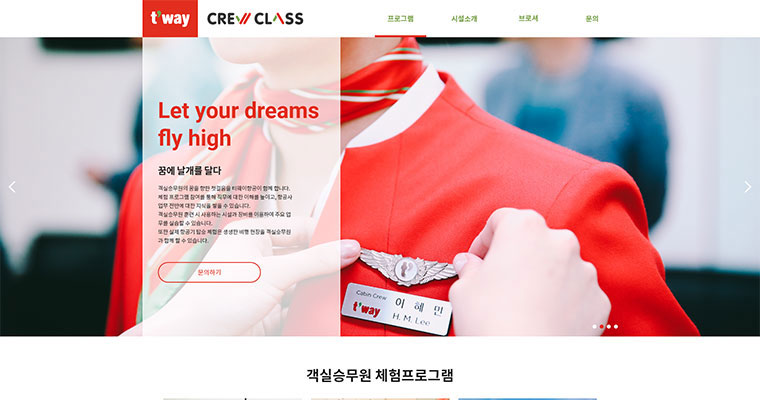 t'way CREW CLASS
프로그램 시설소개 브로셔 문의
Let your dreams
fly high
꿈에 날개를 달다
객실승무원의 꿈을 향한 첫걸음을 티웨이항공이 함께 합니다.
체험 프로그램 참여를 통해 직무에 대한 이해를 높이고, 항공사
업무 전반에 대한 지식을 쌓을 수 있습니다.
객실승무원 훈련 시 사용하는 시설과 장비를 이용하여 주요 업
무를 실습할 수 있습니다.
또한 실제 항공기 탑승 체험은 생생한 비행 현장을 객실승무원
과 함께 할 수 있습니다.
문의하기
Cabin Crew 이 혜 민
t'way H. M. Lee
객실승무원 체험프로그램